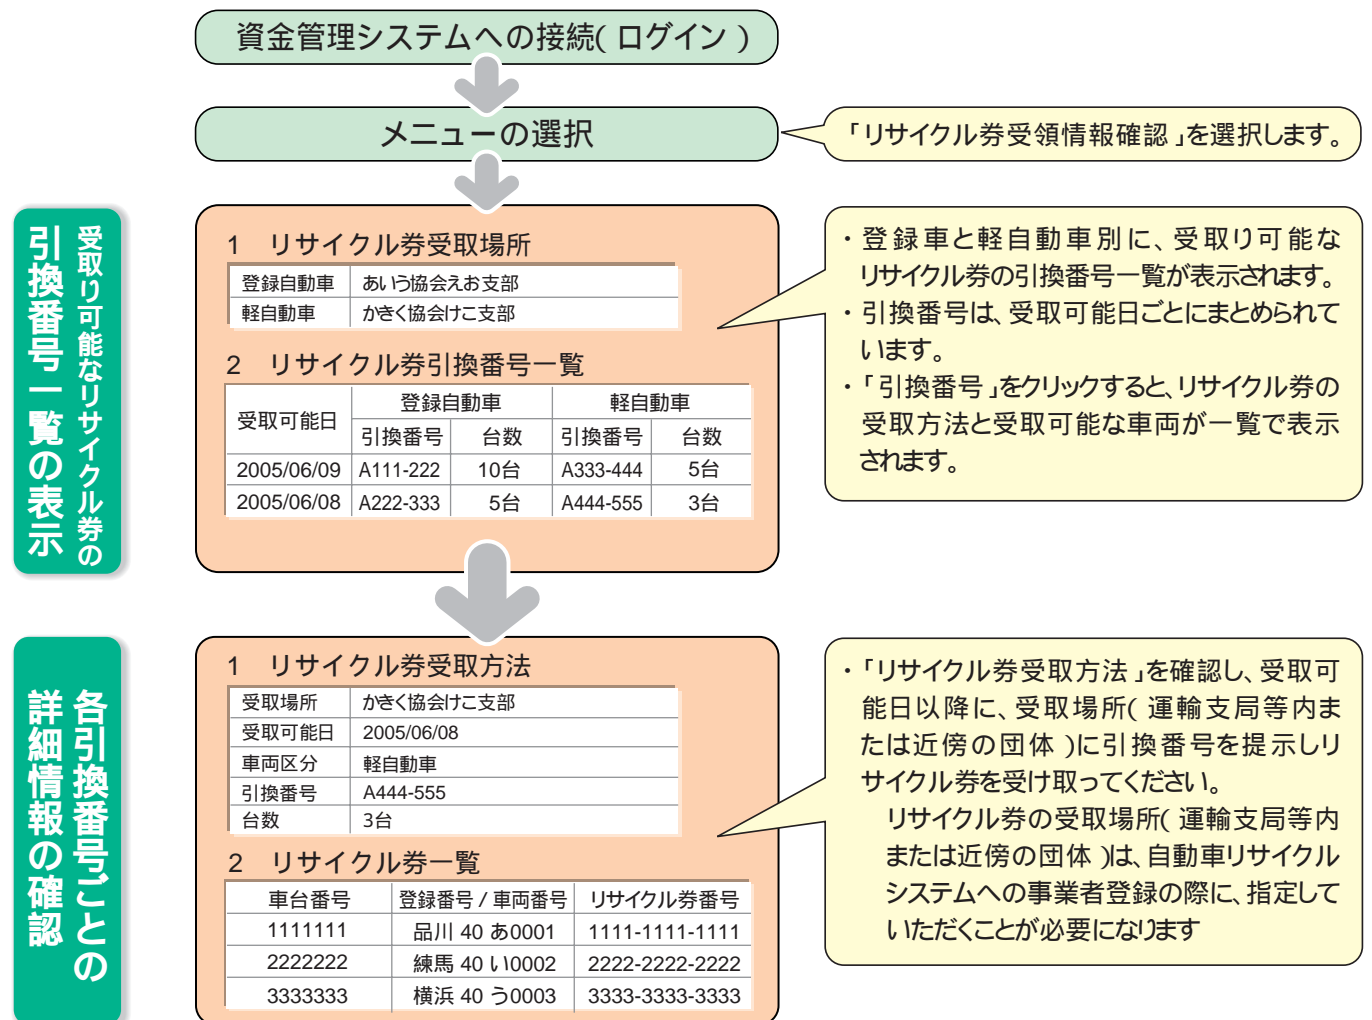 資金管理システムへの接続( ログイン )
メニューの選択
「リサイクル券受領情報確認」を選択します。
受取り可能なリサイクル券の
引換番号一覧の表示
1 リサイクル券受取場所
登録自動車 あいう協会えお支部
軽自動車 かきく協会けこ支部
2 リサイクル券引換番号一覧
受取可能日 登録自動車 軽自動車
引換番号 台数 引換番号 台数
2005/06/09 A111-222 10台 A333-444 5台
2005/06/08 A222-333 5台 A444-555 3台
・登録車と軽自動車別に、受取り可能な
リサイクル券の引換番号一覧が表示されます。
・引換番号は、受取可能日ごとにまとめられて
います。
・「引換番号」をクリックすると、リサイクル券の
受取方法と受取可能な車両が一覧で表示
されます。
各引換番号ごとの
詳細情報の確認
1 リサイクル券受取方法
受取場所 かきく協会けこ支部
受取可能日 2005/06/08
車両区分 軽自動車
引換番号 A444-555
台数 3台
2 リサイクル券一覧
車台番号 登録番号 / 車両番号 リサイクル券番号
1111111 品川 40 あ0001 1111-1111-1111
2222222 練馬 40 い0002 2222-2222-2222
3333333 横浜 40 う0003 3333-3333-3333
・「リサイクル券受取方法」を確認し、受取可
能日以降に、受取場所( 運輸支局等内ま
たは近傍の団体 )に引換番号を提示しリ
サイクル券を受け取ってください。
リサイクル券の受取場所( 運輸支局等内
または近傍の団体 )は、自動車リサイクル
システムへの事業者登録の際に、指定して
いただくことが必要になります